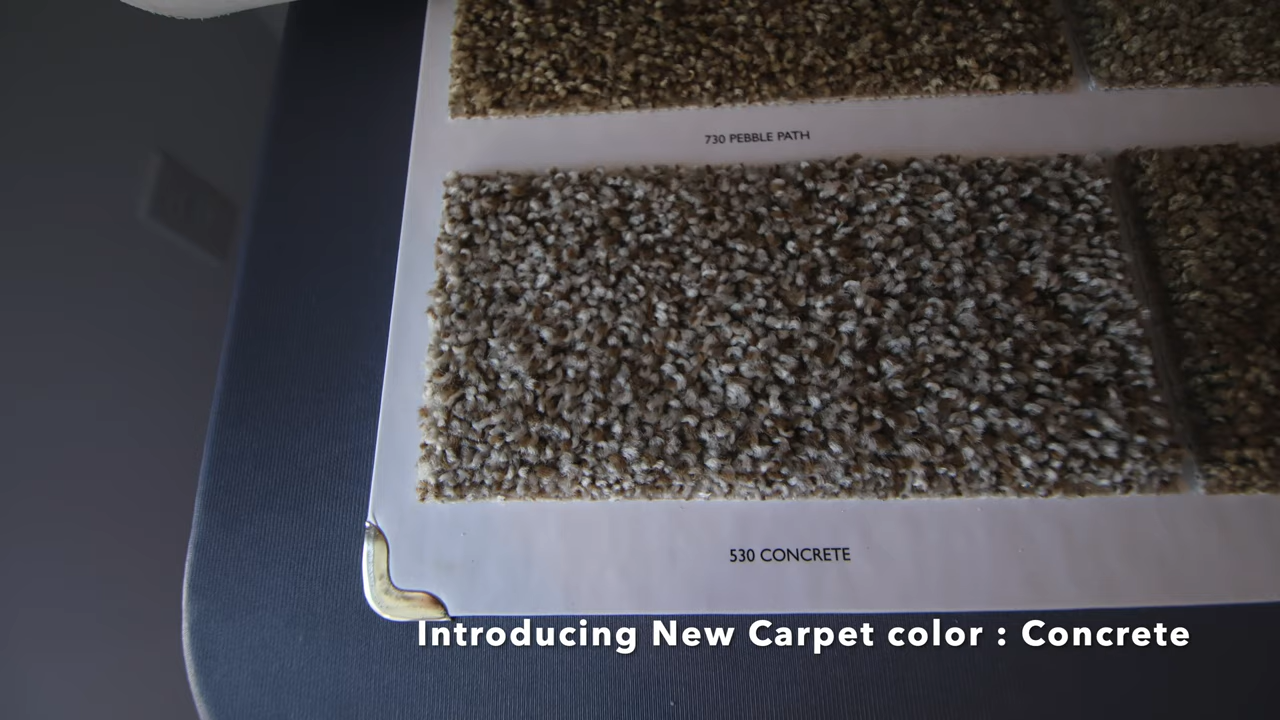 730 PEBBLE PATH
530 CONCRETE
Introducing New Carpet color : Concrete